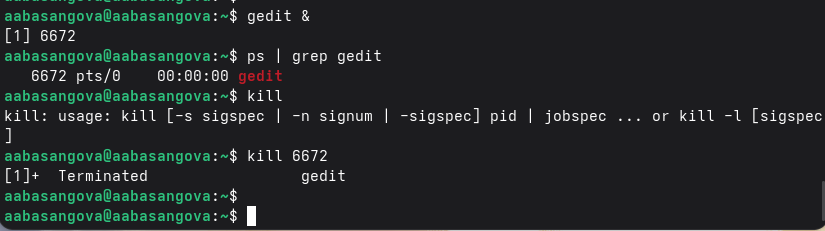 aabasangova@aabasangova:~$ gedit &
[1] 6672
aabasangova@aabasangova:~$ ps | grep gedit
   6672 pts/0    00:00:00 gedit
aabasangova@aabasangova:~$ kill
kill: usage: kill [-s sigspec | -n signum | -sigspec] pid | jobspec ... or kill -l [sigspec
]
aabasangova@aabasangova:~$ kill 6672
[1]+  Terminated                 gedit
aabasangova@aabasangova:~$
aabasangova@aabasangova:~$